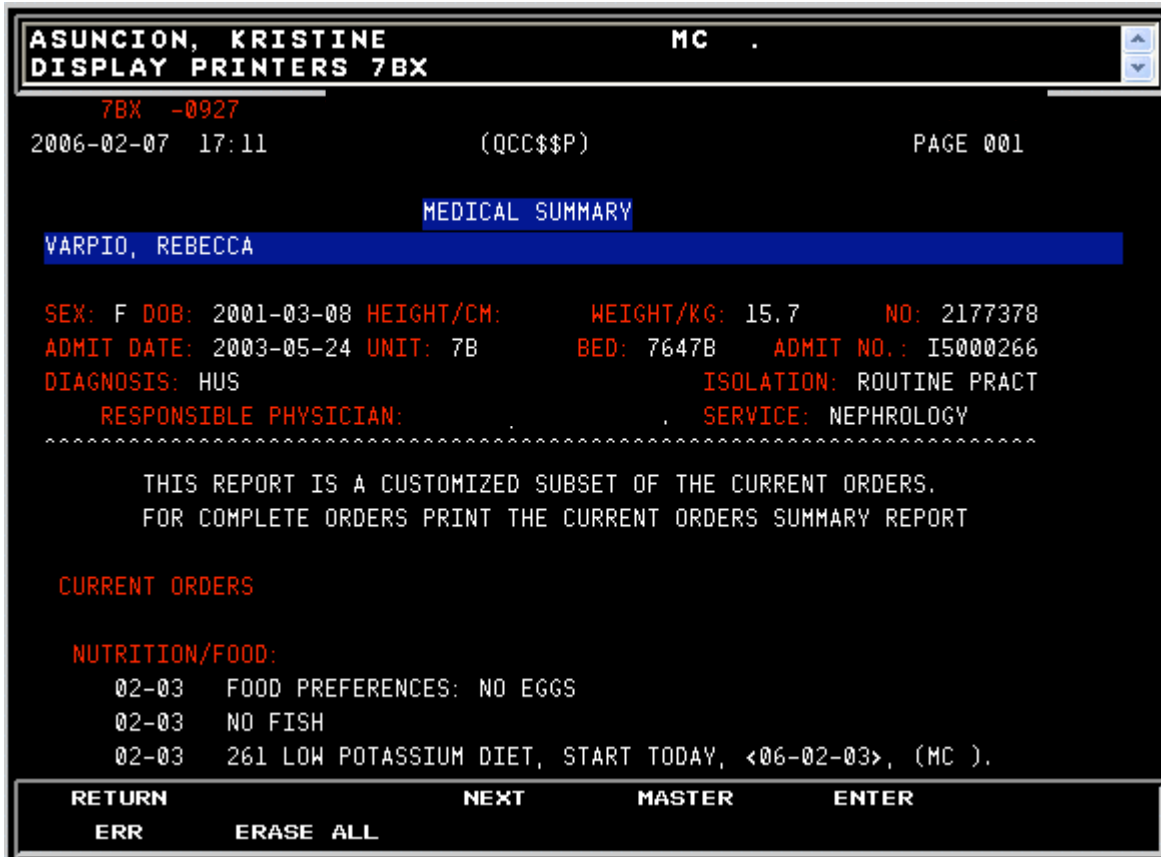 ASUNCION, KRISTINE MC .
DISPLAY PRINTERS 7BX
7BX -0927
2006-02-07 17:11 (QCC$$P) PAGE 001
MEDICAL SUMMARY
VARPIO, REBECCA
SEX: F DOB: 2001-03-08 HEIGHT/CM: WEIGHT/KG: 15.7 NO: 2177378
ADMIT DATE: 2003-05-24 UNIT: 7B BED: 7647B ADMIT NO.: I5000266
DIAGNOSIS: HUS ISOLATION: ROUTINE PRACT
RESPONSIBLE PHYSICIAN: . . SERVICE: NEPHROLOGY
^^^^^^^^^^^^^^^^^^^^^^^^^^^^^^^^^^^^^^^^^^^^^^^^^^^^^^^^^^^^^^^^^^^^^^^
THIS REPORT IS A CUSTOMIZED SUBSET OF THE CURRENT ORDERS.
FOR COMPLETE ORDERS PRINT THE CURRENT ORDERS SUMMARY REPORT
CURRENT ORDERS
NUTRITION/FOOD:
02-03 FOOD PREFERENCES: NO EGGS
02-03 NO FISH
02-03 261 LOW POTASSIUM DIET, START TODAY, <06-02-03>, (MC ).
RETURN NEXT MASTER ENTER
ERR ERASE ALL